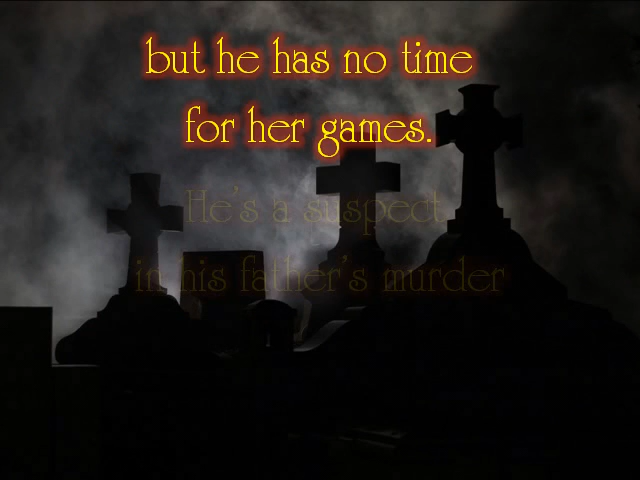 but he has no time
for her games.
He's a suspect
in his father's murder